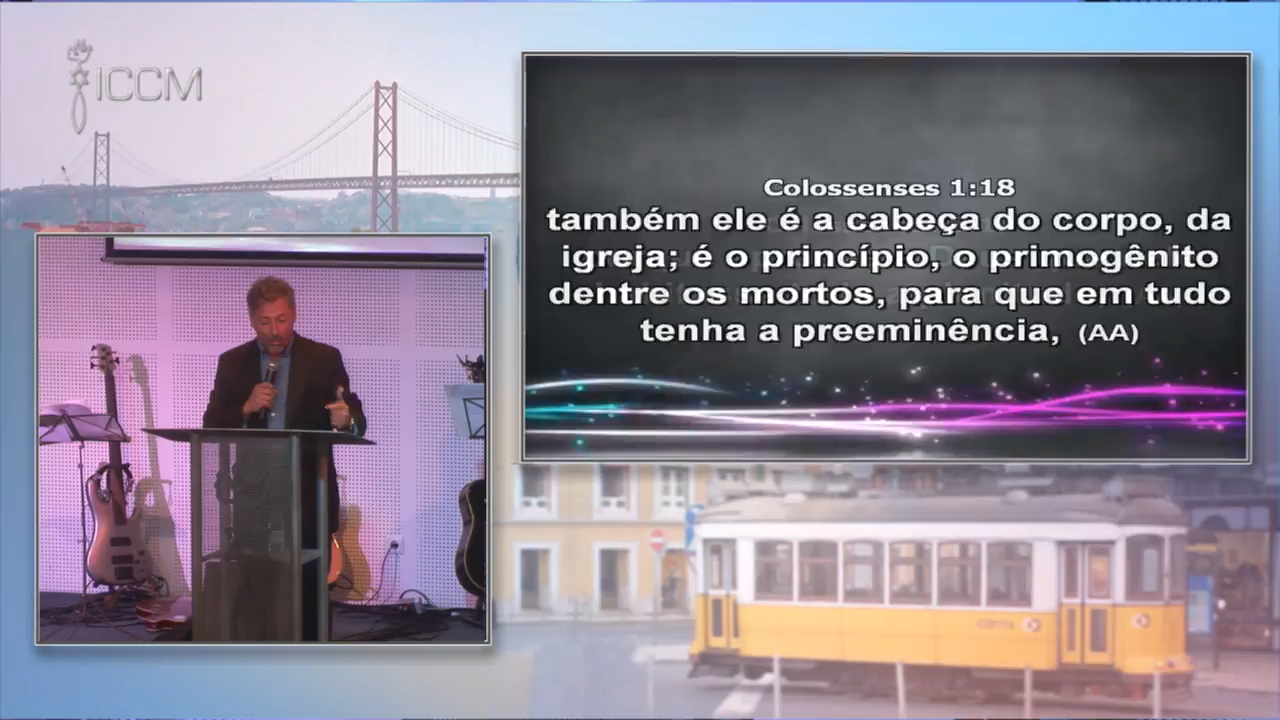 ICCM
Colossenses 1:18
também ele é a cabeça do corpo, da
igreja; é o princípio, o primogênito
dentre os mortos, para que em tudo
tenha a preeminência, (AA)